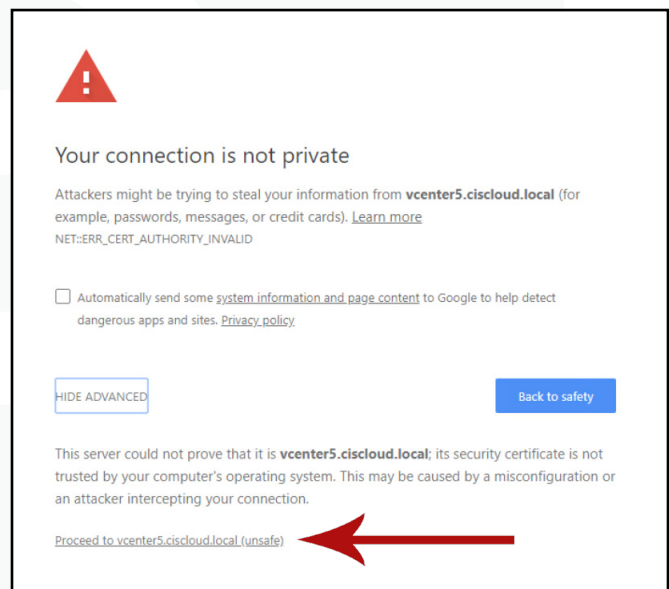 Your connection is not private
Attackers might be trying to steal your information from vcenter5.ciscloud.local (for
example, passwords, messages, or credit cards). Learn more
NET::ERR_CERT_AUTHORITY_INVALID
Automatically send some system information and page content to Google to help detect
dangerous apps and sites. Privacy policy
HIDE ADVANCED
Back to safety
This server could not prove that it is vcenter5.ciscloud.local; its security certificate is not
trusted by your computer's operating system. This may be caused by a misconfiguration or
an attacker intercepting your connection.
Proceed to vcenter5.ciscloud.local (unsafe)